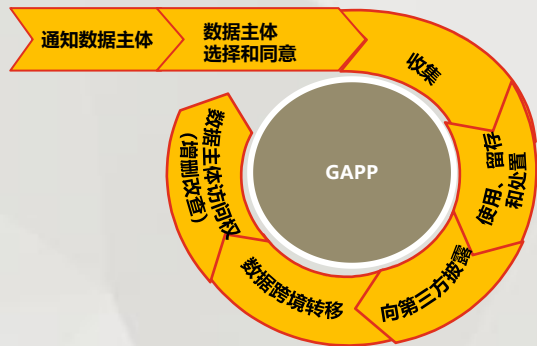 通知数据主体
数据主体
选择和同意
收集
使用、留存
和处置
向第三方披露
数据跨境转移
数据主体访问权
（增删改查）
GAPP